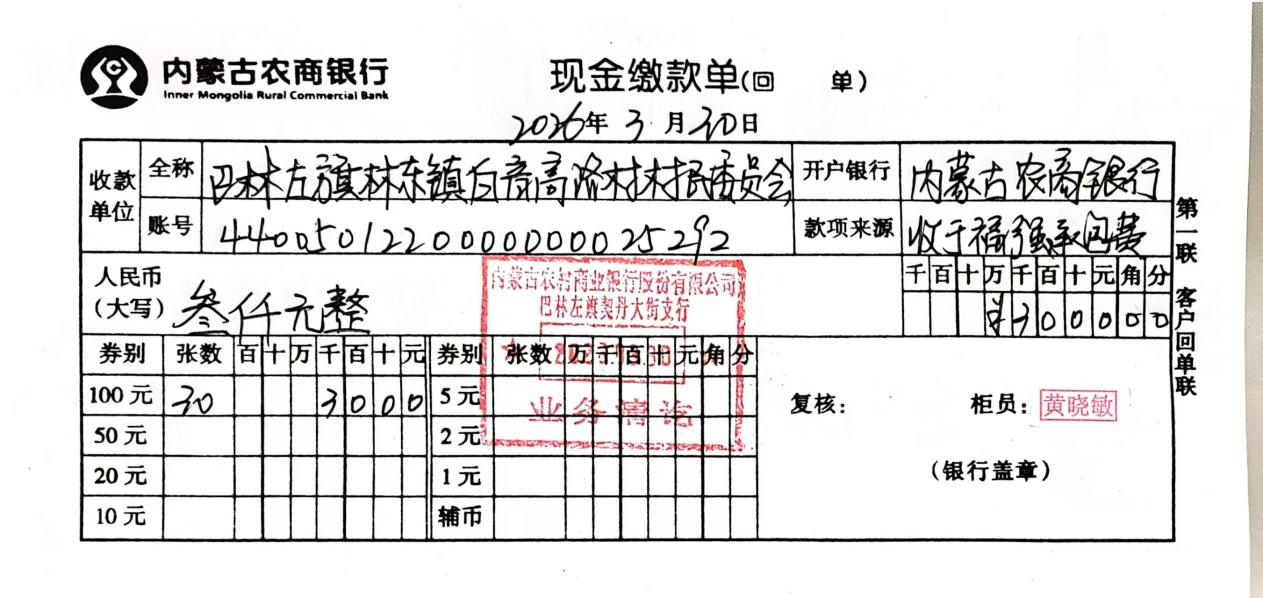 内蒙古农商银行
Inner Mongolia Rural Commercial Bank
现金缴款单(回 单)
2026年3月30日
收款单位 全称 巴林左旗林东镇白音高洛村村民委员会 开户银行 内蒙古农商银行
账号 4400501220000000025292 款项来源 收于福强承包费
人民币(大写) 叁仟元整 千 百 十 万 千 百 十 元 角 分
¥ 3 0 0 0 0 0
内蒙古农村商业银行股份有限公司
巴林左旗契丹大街支行
业务清讫
券别 张数 百 十 万 千 百 十 元 券别 张数 万 千 百 十 元 角 分
100元 30 3 0 0 0 5元
50元 2元
20元 1元
10元 辅币
复核: 柜员: 黄晓敏
(银行盖章)
第一联 客户回单联